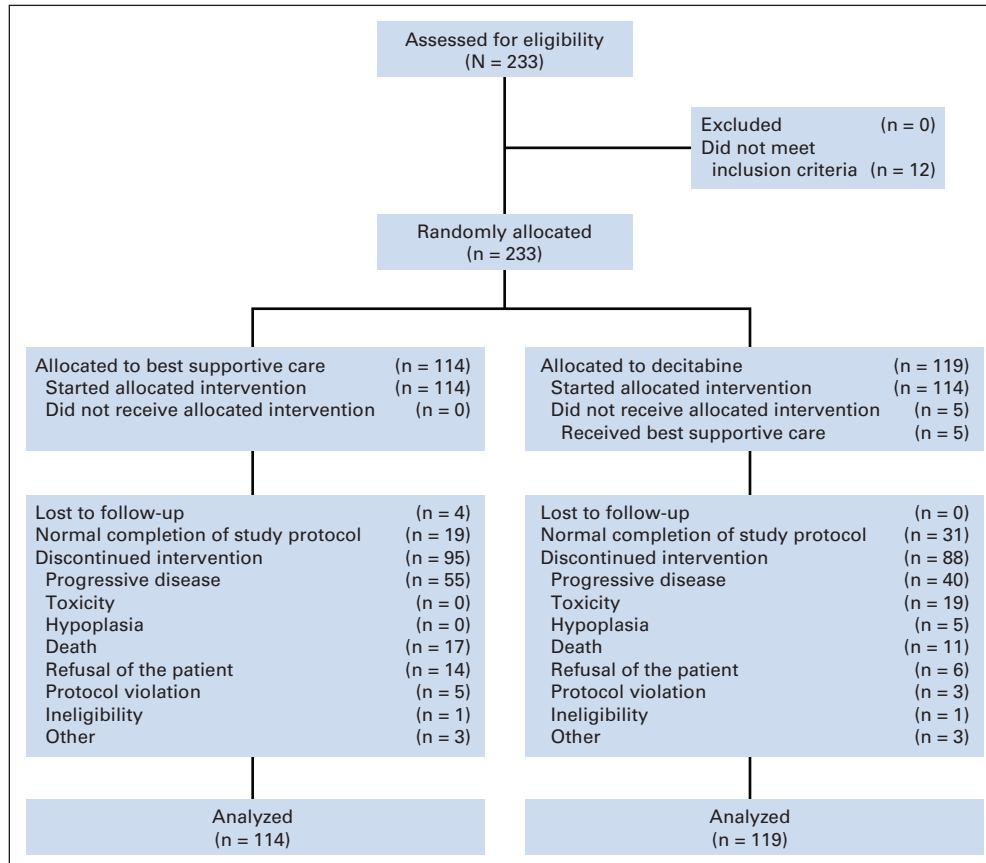 Assessed for eligibility
(N = 233)
Excluded (n = 0)
Did not meet
inclusion criteria (n = 12)
Randomly allocated
(n = 233)
Allocated to best supportive care (n = 114)
Started allocated intervention (n = 114)
Did not receive allocated intervention (n = 0)
Allocated to decitabine (n = 119)
Started allocated intervention (n = 114)
Did not receive allocated intervention (n = 5)
Received best supportive care (n = 5)
Lost to follow-up (n = 4)
Normal completion of study protocol (n = 19)
Discontinued intervention (n = 95)
Progressive disease (n = 55)
Toxicity (n = 0)
Hypoplasia (n = 0)
Death (n = 17)
Refusal of the patient (n = 14)
Protocol violation (n = 5)
Ineligibility (n = 1)
Other (n = 3)
Lost to follow-up (n = 0)
Normal completion of study protocol (n = 31)
Discontinued intervention (n = 88)
Progressive disease (n = 40)
Toxicity (n = 19)
Hypoplasia (n = 5)
Death (n = 11)
Refusal of the patient (n = 6)
Protocol violation (n = 3)
Ineligibility (n = 1)
Other (n = 3)
Analyzed
(n = 114)
Analyzed
(n = 119)